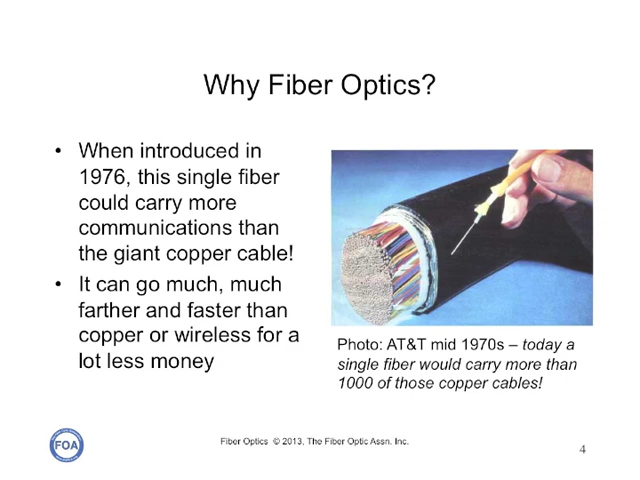 Why Fiber Optics?
• When introduced in
1976, this single fiber
could carry more
communications than
the giant copper cable!
• It can go much, much
farther and faster than
copper or wireless for a
lot less money
Photo: AT&T mid 1970s – today a
single fiber would carry more than
1000 of those copper cables!
FOA
Fiber Optics © 2013, The Fiber Optic Assn. Inc.
4